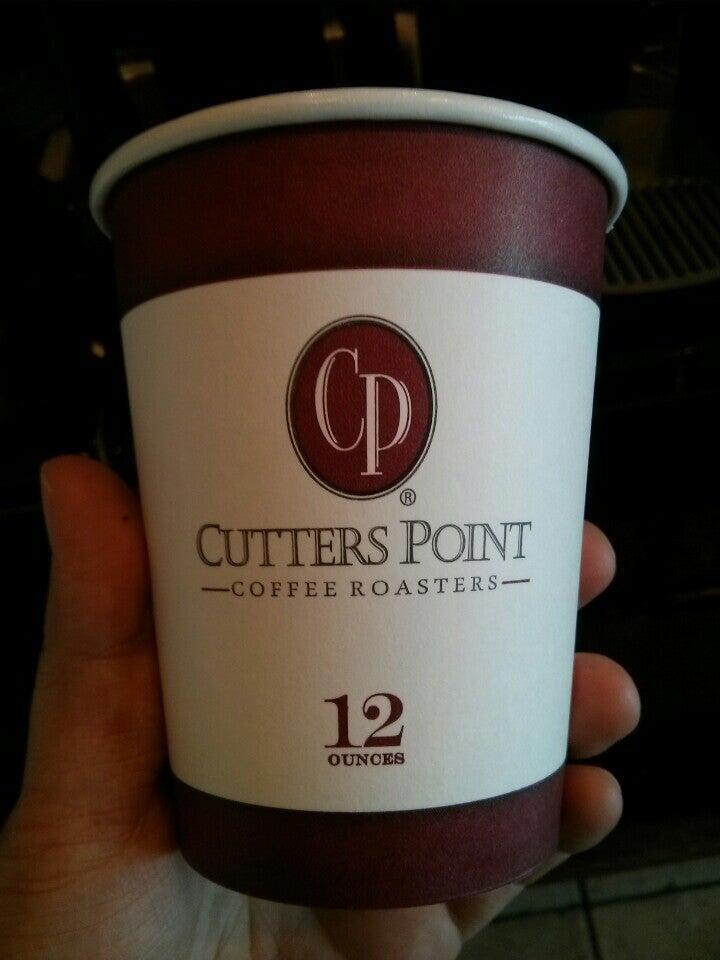 CP
®
CUTTERS POINT
COFFEE ROASTERS
12
OUNCES